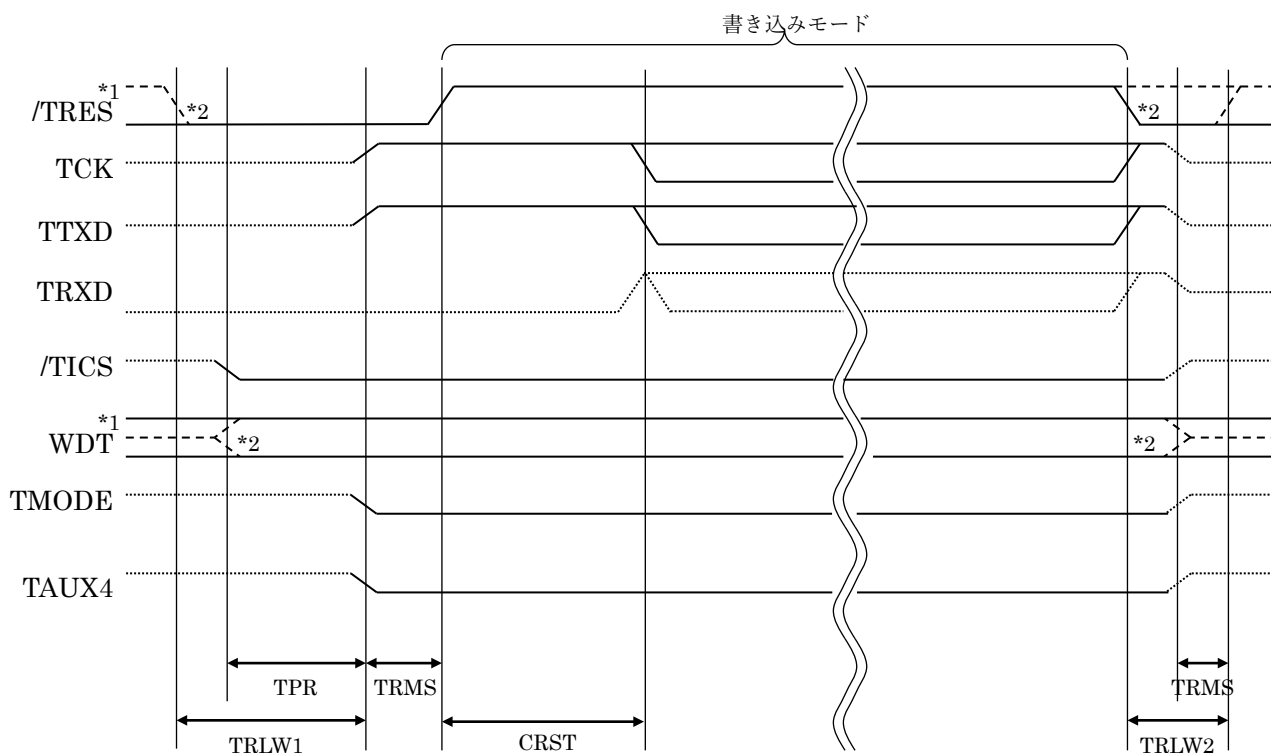 書き込みモード
*1
/TRES
*2
*2
TCK
TTXD
TRXD
/TICS
*1
WDT
*2
*2
TMODE
TAUX4
TPR
TRMS
TRMS
TRLW1
CRST
TRLW2